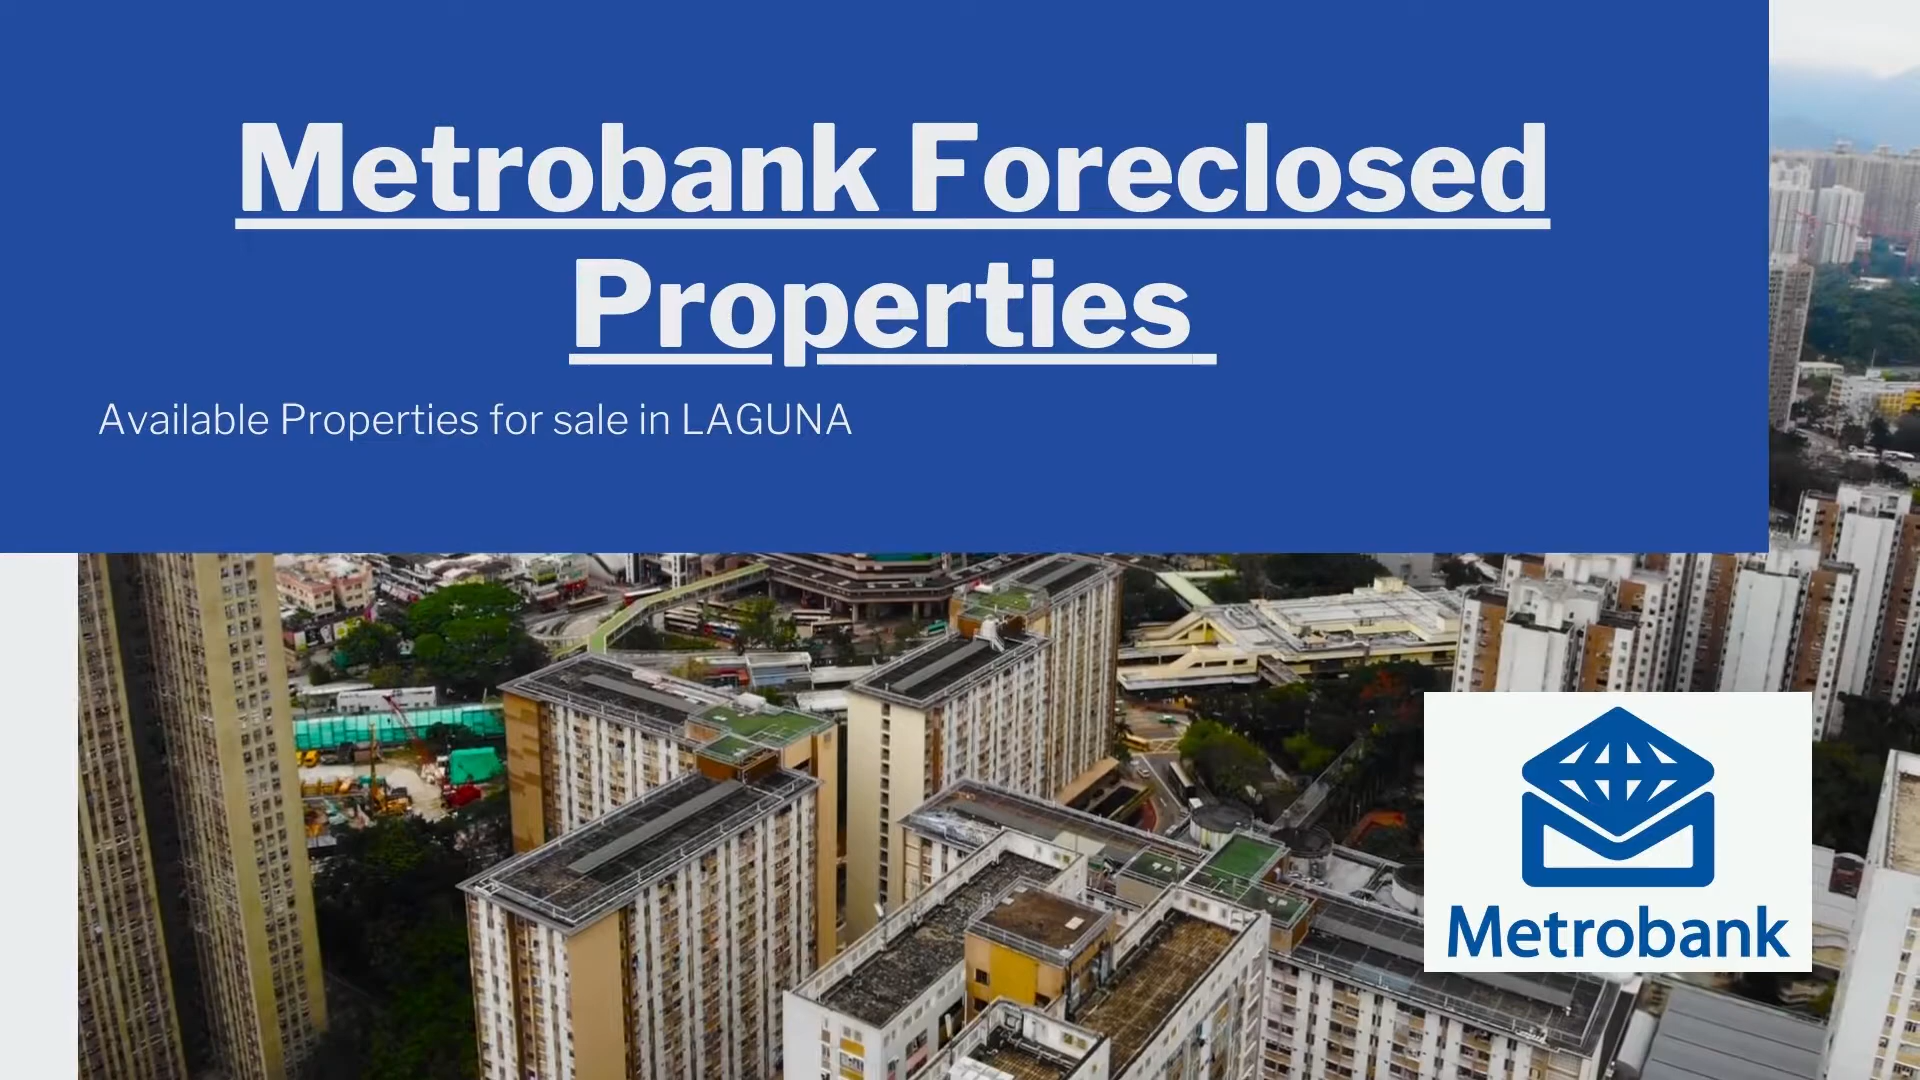 Metrobank Foreclosed
Properties
Available Properties for sale in LAGUNA
Metrobank